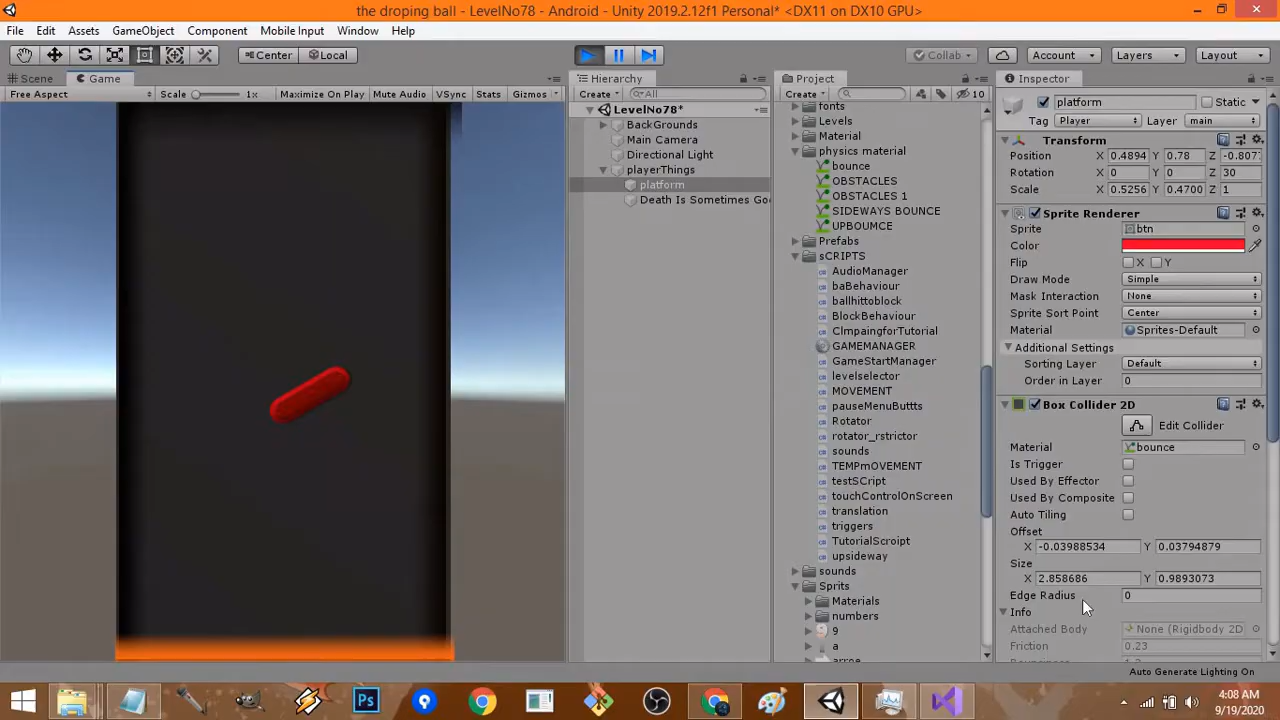 the droping ball - LevelNo78 - Android - Unity 2019.2.12f1 Personal* <DX11 on DX10 GPU>
File Edit Assets GameObject Component Mobile Input Window Help
Center Local Collab Account Layers Layout
Scene Game
Free Aspect Scale 1x Maximize On Play Mute Audio VSync Stats Gizmos
Hierarchy
Create All
LevelNo78*
BackGrounds
Main Camera
Directional Light
playerThings
platform
Death Is Sometimes Go
Project
Create 10
fonts
Levels
Material
physics material
bounce
OBSTACLES
OBSTACLES 1
SIDEWAYS BOUNCE
UPBOUNCE
Prefabs
sCRIPTS
AudioManager
baBehaviour
ballhittoblock
BlockBehaviour
ClmpaingforTutorial
GAMEMANAGER
GameStartManager
levelselector
MOVEMENT
pauseMenuButtts
Rotator
rotator_rstrictor
sounds
TEMPmOVEMENT
testSCript
touchControlOnScreen
translation
triggers
TutorialScroipt
upsideway
sounds
Sprits
Materials
numbers
9
a
arroe
Inspector
platform Static
Tag Player Layer main
Transform
Position X 0.4894 Y 0.78 Z -0.807
Rotation X 0 Y 0 Z 30
Scale X 0.5256 Y 0.4700 Z 1
Sprite Renderer
Sprite btn
Color
Flip X Y
Draw Mode Simple
Mask Interaction None
Sprite Sort Point Center
Material Sprites-Default
Additional Settings
Sorting Layer Default
Order in Layer 0
Box Collider 2D
Edit Collider
Material bounce
Is Trigger
Used By Effector
Used By Composite
Auto Tiling
Offset
X -0.03988534 Y 0.03794879
Size
X 2.858686 Y 0.9893073
Edge Radius 0
Info
Attached Body None (Rigidbody 2D
Friction 0.23
Auto Generate Lighting On
Ps
4:08 AM
9/19/2020